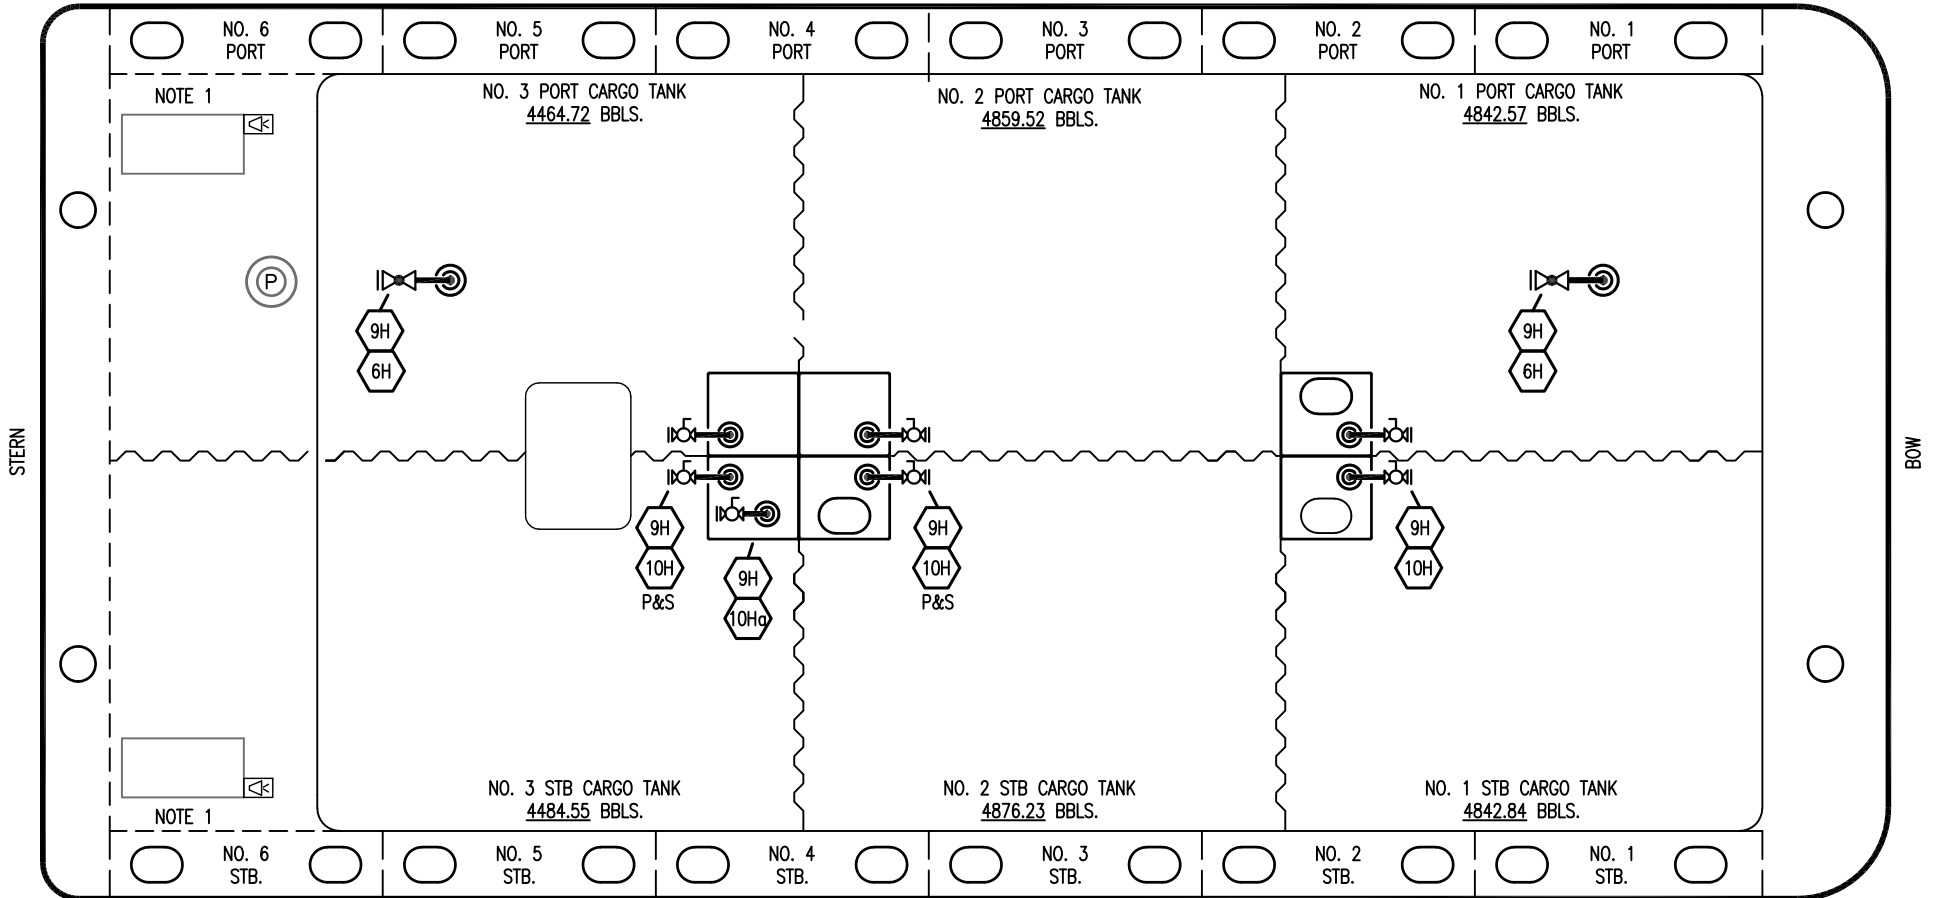 NO. 6
PORT
NO. 5
PORT
NO. 4
PORT
NO. 3
PORT
NO. 2
PORT
NO. 1
PORT
NOTE 1
NO. 3 PORT CARGO TANK
4464.72 BBLS.
NO. 2 PORT CARGO TANK
4859.52 BBLS.
NO. 1 PORT CARGO TANK
4842.57 BBLS.
P
9H
6H
9H
6H
STERN
BOW
9H
10H
P&S
9H
10Ha
9H
10H
P&S
9H
10H
NO. 3 STB CARGO TANK
4484.55 BBLS.
NO. 2 STB CARGO TANK
4876.23 BBLS.
NO. 1 STB CARGO TANK
4842.84 BBLS.
NOTE 1
NO. 6
STB.
NO. 5
STB.
NO. 4
STB.
NO. 3
STB.
NO. 2
STB.
NO. 1
STB.